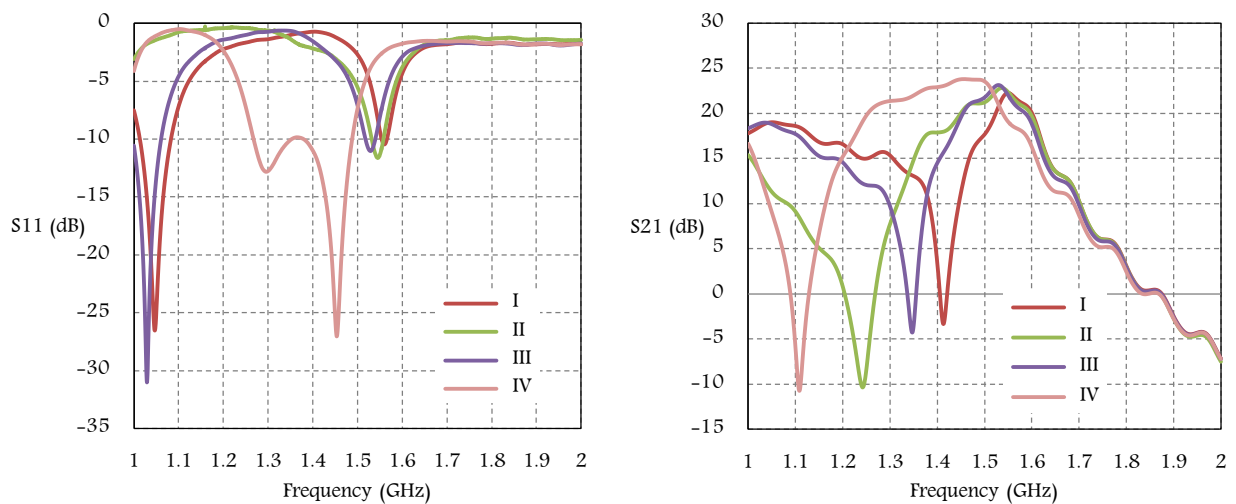 0
−5
−10
−15
−20
−25
−30
−35
S11 (dB)
I
II
III
IV
1 1.1 1.2 1.3 1.4 1.5 1.6 1.7 1.8 1.9 2
Frequency (GHz)
30
25
20
15
10
5
0
−5
−10
−15
S21 (dB)
I
II
III
IV
1 1.1 1.2 1.3 1.4 1.5 1.6 1.7 1.8 1.9 2
Frequency (GHz)